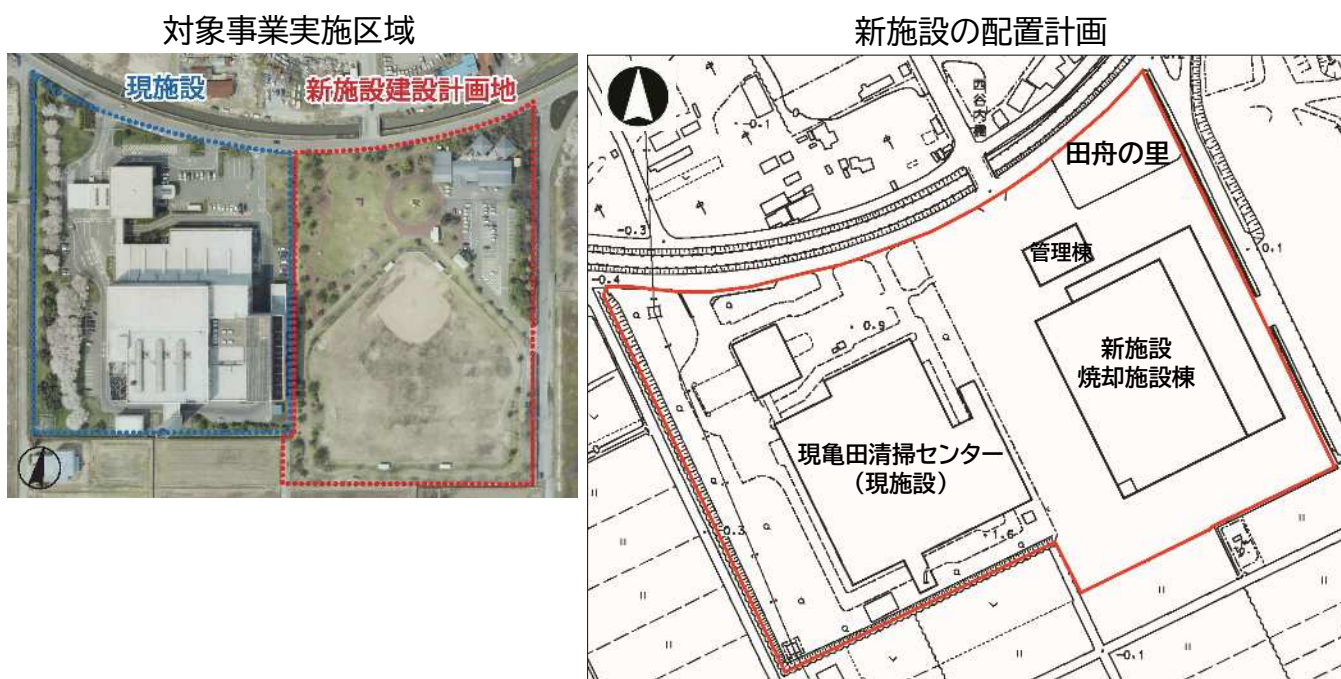 対象事業実施区域
新施設の配置計画
現施設
新施設建設計画地
西谷内橋
-0.1
田舟の里
-0.3
管理棟
0.1
-0.4
0.9
新施設
焼却施設棟
現亀田清掃センター
（現施設）
-0.3
1.6
-0.1